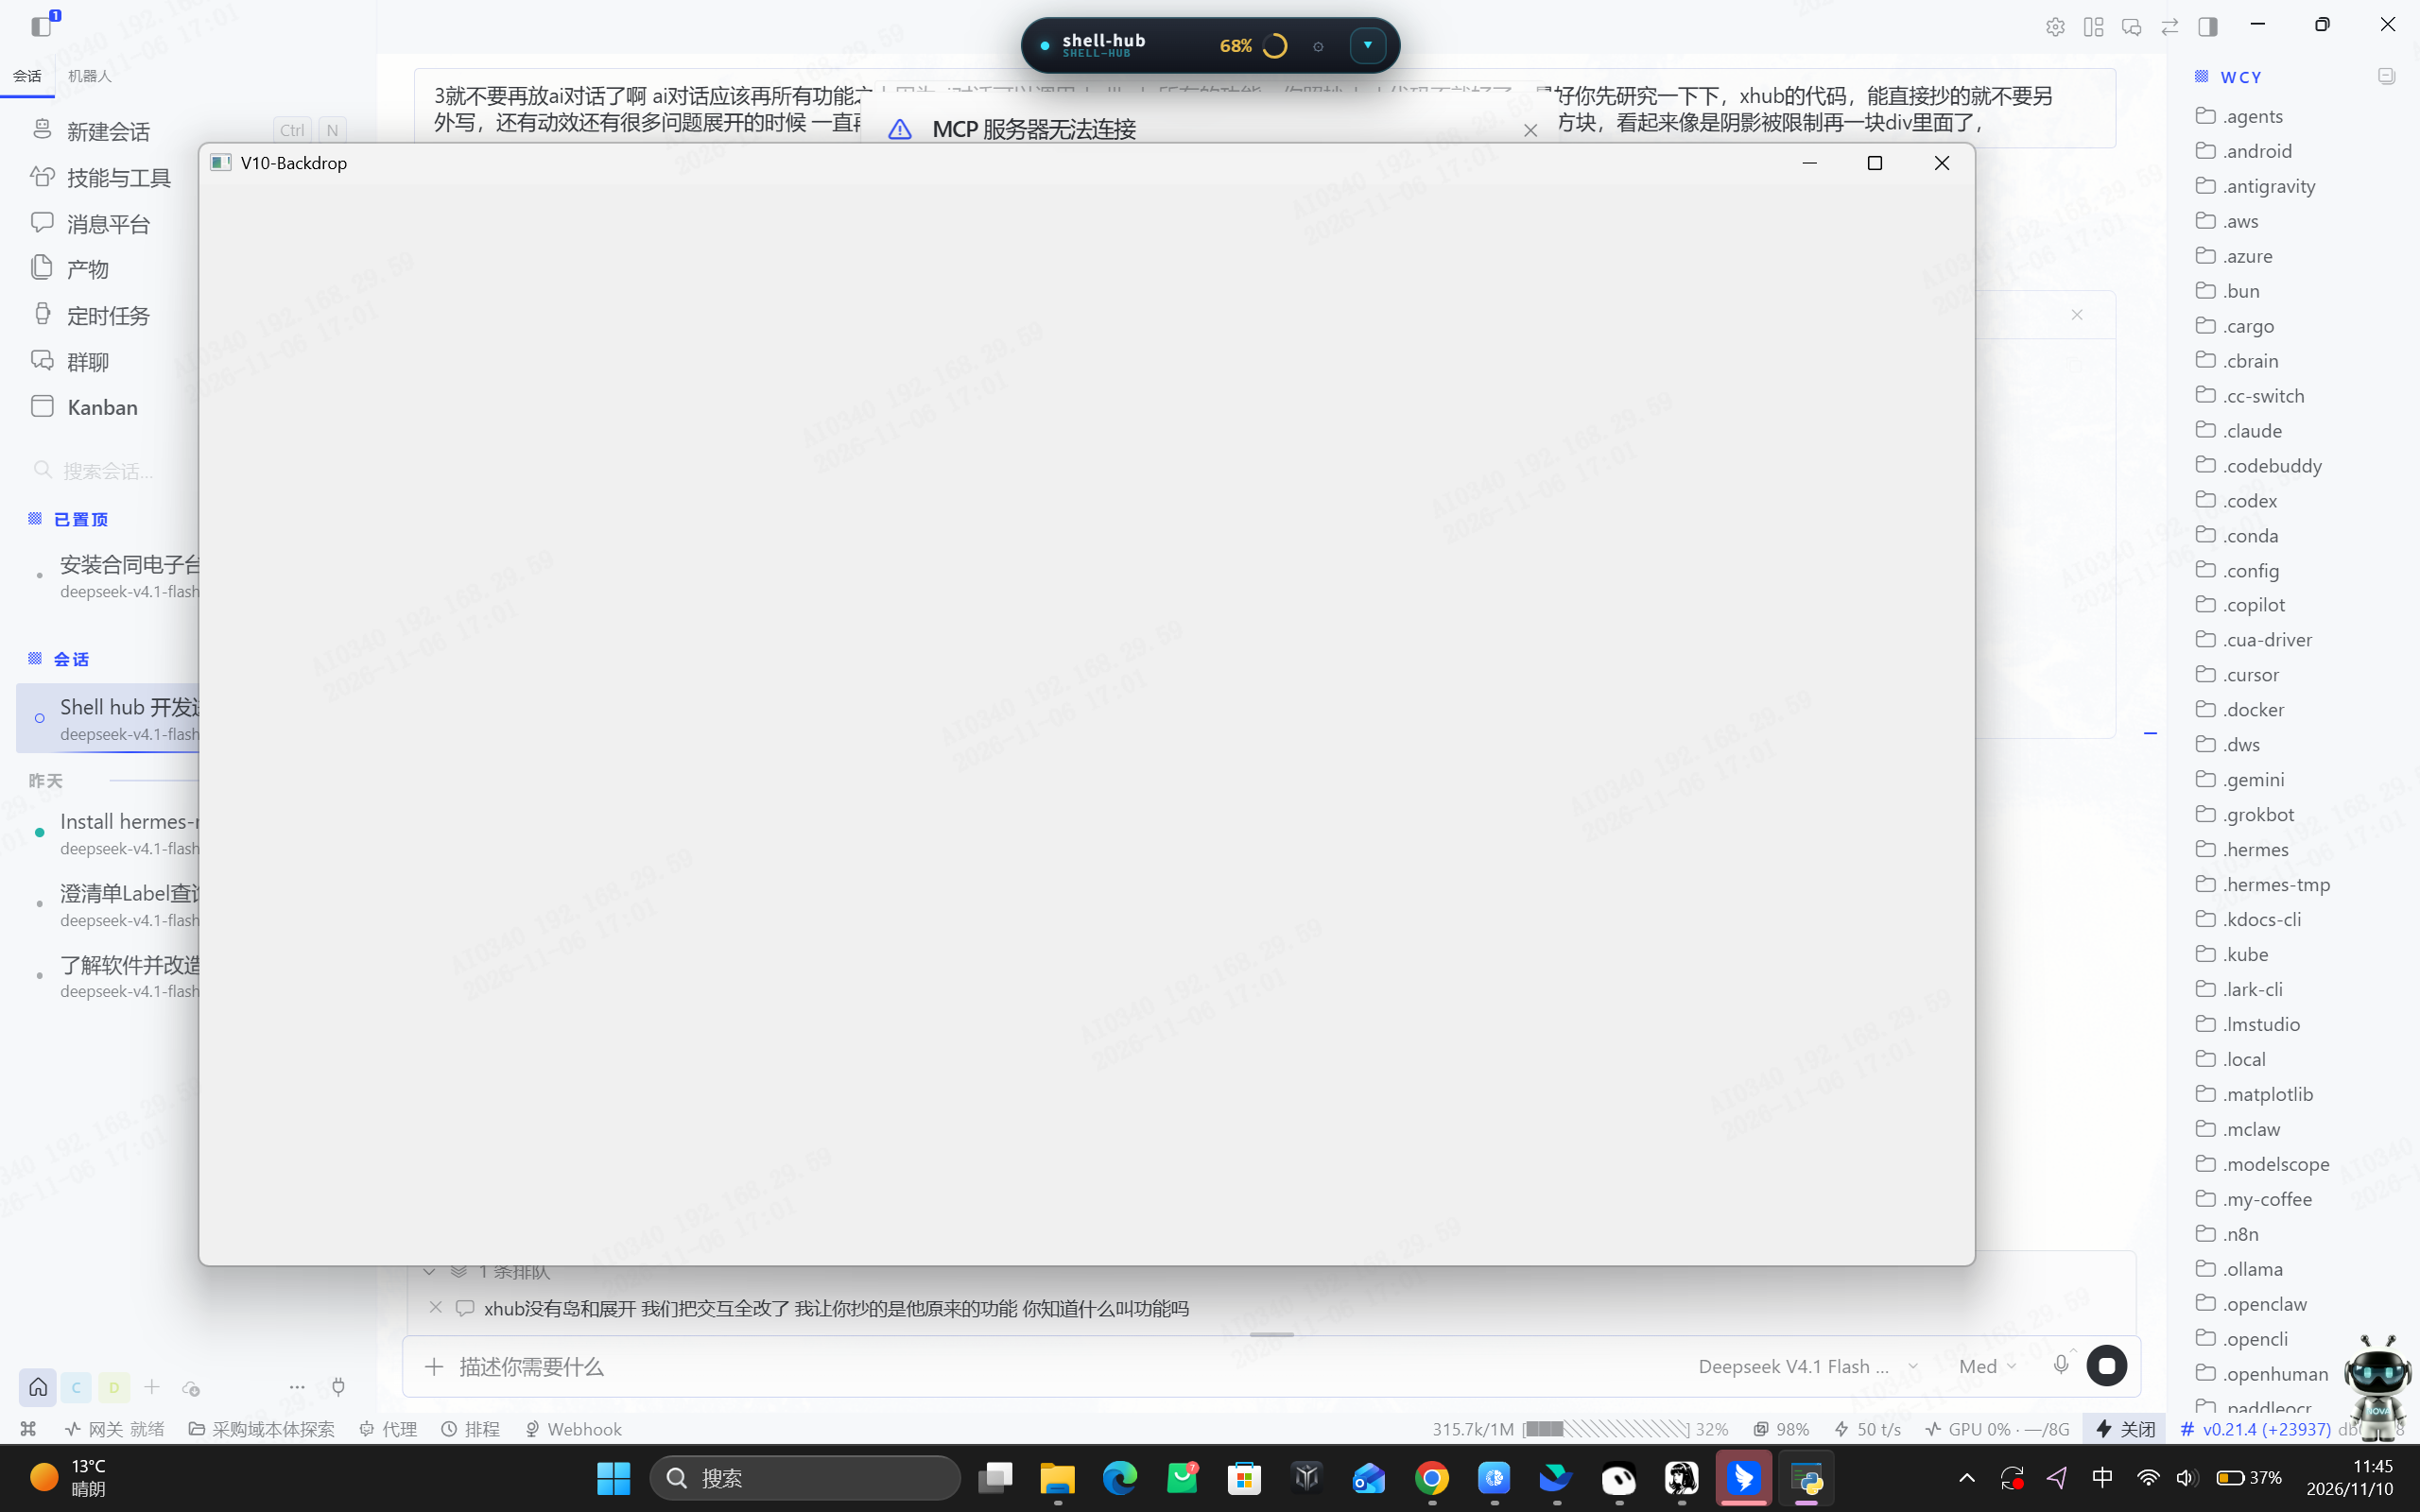 1
shell-hub
SHELL-HUB
68%
会话
机器人
新建会话
Ctrl
N
技能与工具
消息平台
产物
定时任务
群聊
Kanban
搜索会话...
已置顶
安装合同电子台
deepseek-v4.1-flash
会话
Shell hub 开发
deepseek-v4.1-flash
昨天
Install hermes-
deepseek-v4.1-flash
澄清单Label查
deepseek-v4.1-flash
了解软件并改造
deepseek-v4.1-flash
3就不要再放ai对话了啊 ai对话应该再所有功能之
好你先研究一下下，xhub的代码，能直接抄的就不要另
外写，还有动效还有很多问题展开的时候 一直再
方块，看起来像是阴影被限制再一块div里面了，
MCP 服务器无法连接
V10-Backdrop
1 条排队
xhub没有岛和展开 我们把交互全改了 我让你抄的是他原来的功能 你知道什么叫功能吗
描述你需要什么
Deepseek V4.1 Flash ...
Med
C
D
网关 就绪
采购域本体探索
代理
排程
Webhook
315.7k/1M
32%
98%
50 t/s
GPU 0% · —/8G
关闭
v0.21.4 (+23937)
WCY
.agents
.android
.antigravity
.aws
.azure
.bun
.cargo
.cbrain
.cc-switch
.claude
.codebuddy
.codex
.conda
.config
.copilot
.cua-driver
.cursor
.docker
.dws
.gemini
.grokbot
.hermes
.hermes-tmp
.kdocs-cli
.kube
.lark-cli
.lmstudio
.local
.matplotlib
.mclaw
.modelscope
.my-coffee
.n8n
.ollama
.openclaw
.opencli
.openhuman
.paddleocr
NOVA
13°C
晴朗
搜索
7
中
37%
11:45
2026/11/10
AI0340 192.168.29.59
2026-11-06 17:01